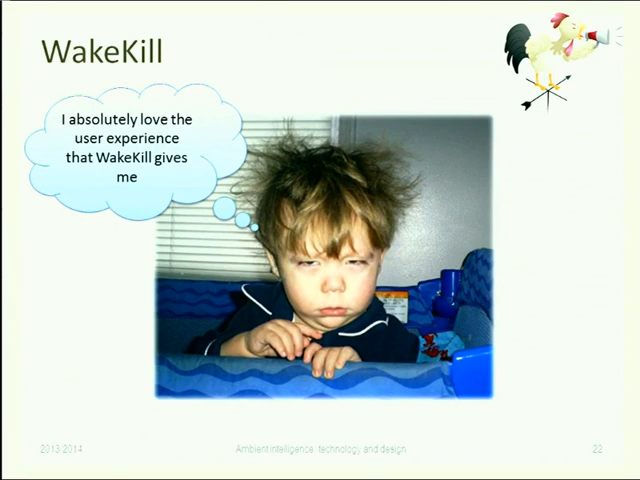 WakeKill
I absolutely love the
user experience
that WakeKill gives
me
2013/2014
Ambient intelligence: technology and design
22